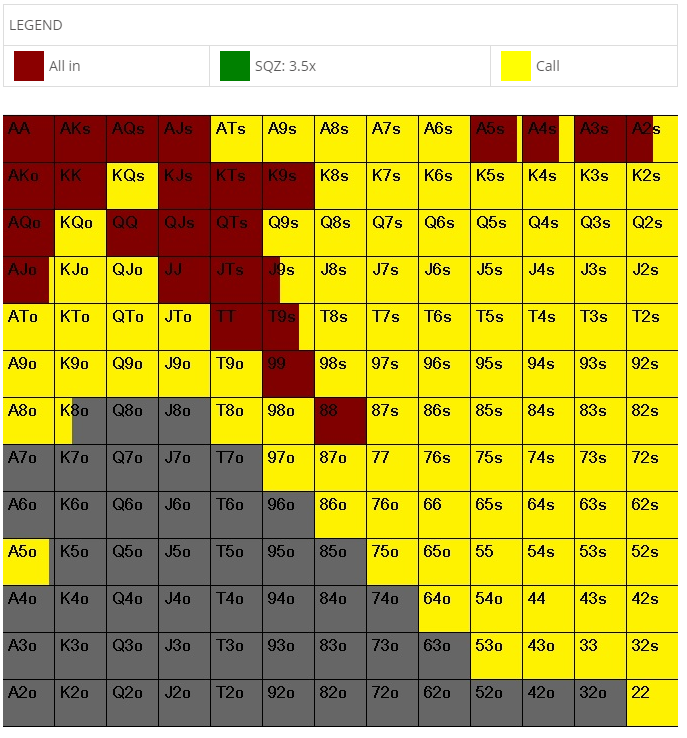 LEGEND
All in SQZ: 3.5x Call
AA AKs AQs AJs ATs A9s A8s A7s A6s A5s A4s A3s A2s
AKo KK KQs KJs KTs K9s K8s K7s K6s K5s K4s K3s K2s
AQo KQo QQ QJs QTs Q9s Q8s Q7s Q6s Q5s Q4s Q3s Q2s
AJo KJo QJo JJ JTs J9s J8s J7s J6s J5s J4s J3s J2s
ATo KTo QTo JTo TT T9s T8s T7s T6s T5s T4s T3s T2s
A9o K9o Q9o J9o T9o 99 98s 97s 96s 95s 94s 93s 92s
A8o K8o Q8o J8o T8o 98o 88 87s 86s 85s 84s 83s 82s
A7o K7o Q7o J7o T7o 97o 87o 77 76s 75s 74s 73s 72s
A6o K6o Q6o J6o T6o 96o 86o 76o 66 65s 64s 63s 62s
A5o K5o Q5o J5o T5o 95o 85o 75o 65o 55 54s 53s 52s
A4o K4o Q4o J4o T4o 94o 84o 74o 64o 54o 44 43s 42s
A3o K3o Q3o J3o T3o 93o 83o 73o 63o 53o 43o 33 32s
A2o K2o Q2o J2o T2o 92o 82o 72o 62o 52o 42o 32o 22